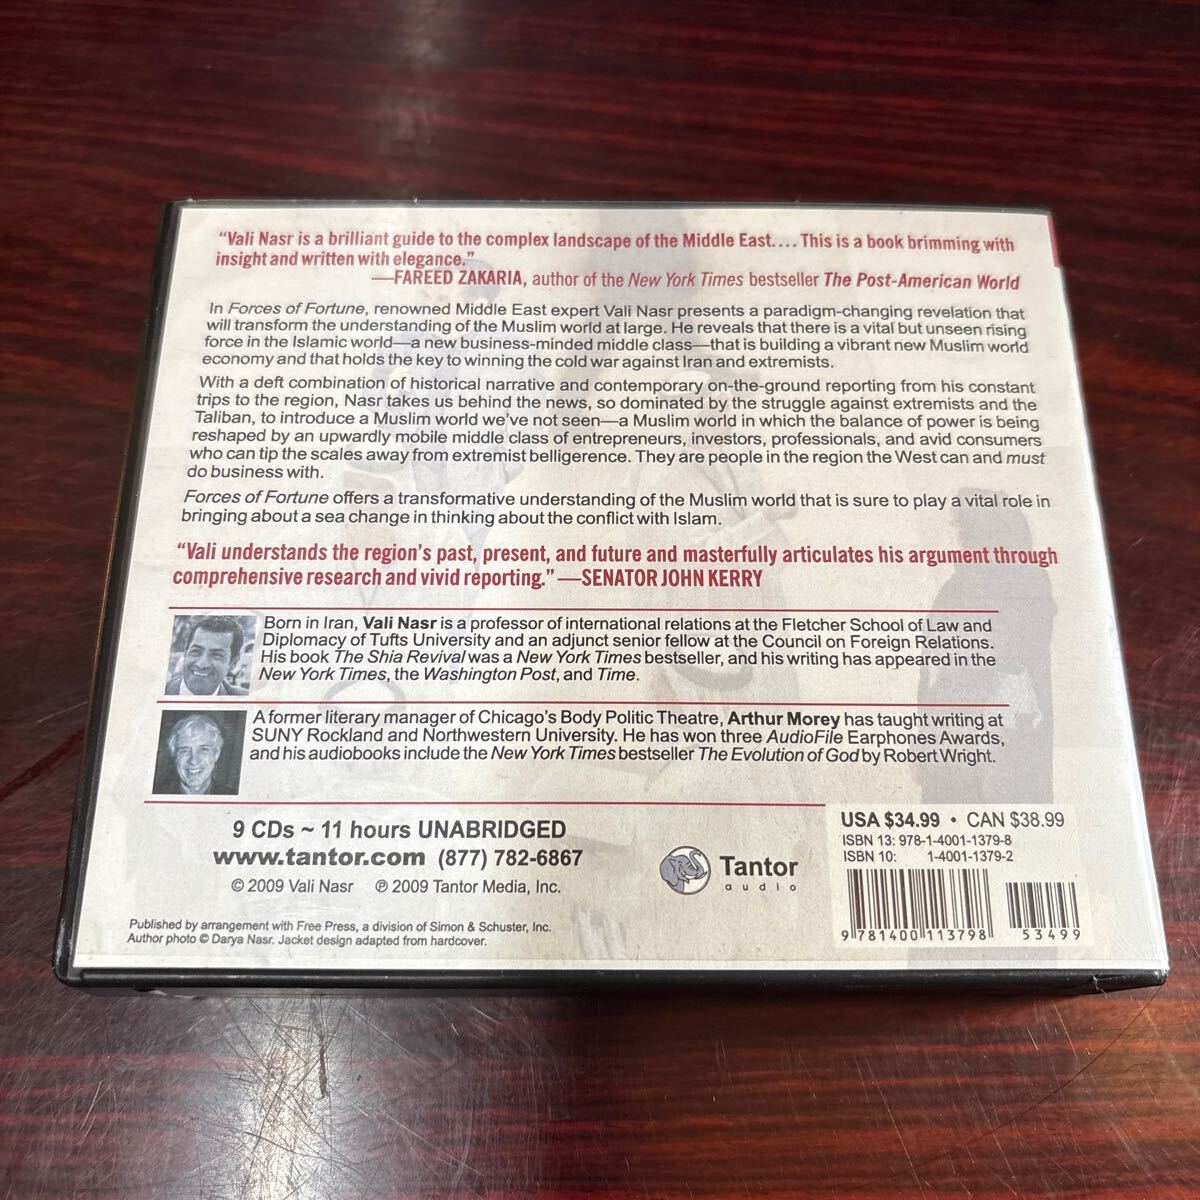 “Vali Nasr is a brilliant guide to the complex landscape of the Middle East.... This is a book brimming with
insight and written with elegance.”
—FAREED ZAKARIA, author of the New York Times bestseller The Post-American World
In Forces of Fortune, renowned Middle East expert Vali Nasr presents a paradigm-changing revelation that
will transform the understanding of the Muslim world at large. He reveals that there is a vital but unseen rising
force in the Islamic world—a new business-minded middle class—that is building a vibrant new Muslim world
economy and that holds the key to winning the cold war against Iran and extremists.
With a deft combination of historical narrative and contemporary on-the-ground reporting from his constant
trips to the region, Nasr takes us behind the news, so dominated by the struggle against extremists and the
Taliban, to introduce a Muslim world we’ve not seen—a Muslim world in which the balance of power is being
reshaped by an upwardly mobile middle class of entrepreneurs, investors, professionals, and avid consumers
who can tip the scales away from extremist belligerence. They are people in the region the West can and must
do business with.
Forces of Fortune offers a transformative understanding of the Muslim world that is sure to play a vital role in
bringing about a sea change in thinking about the conflict with Islam.
“Vali understands the region’s past, present, and future and masterfully articulates his argument through
comprehensive research and vivid reporting.”—SENATOR JOHN KERRY
Born in Iran, Vali Nasr is a professor of international relations at the Fletcher School of Law and
Diplomacy of Tufts University and an adjunct senior fellow at the Council on Foreign Relations.
His book The Shia Revival was a New York Times bestseller, and his writing has appeared in the
New York Times, the Washington Post, and Time.
A former literary manager of Chicago’s Body Politic Theatre, Arthur Morey has taught writing at
SUNY Rockland and Northwestern University. He has won three AudioFile Earphones Awards,
and his audiobooks include the New York Times bestseller The Evolution of God by Robert Wright.
9 CDs ~ 11 hours UNABRIDGED
www.tantor.com (877) 782-6867
© 2009 Vali Nasr ℗ 2009 Tantor Media, Inc.
Published by arrangement with Free Press, a division of Simon & Schuster, Inc.
Author photo © Darya Nasr. Jacket design adapted from hardcover.
Tantor
audio
USA $34.99 • CAN $38.99
ISBN 13: 978-1-4001-1379-8
ISBN 10: 1-4001-1379-2
9 781400 113798
53499